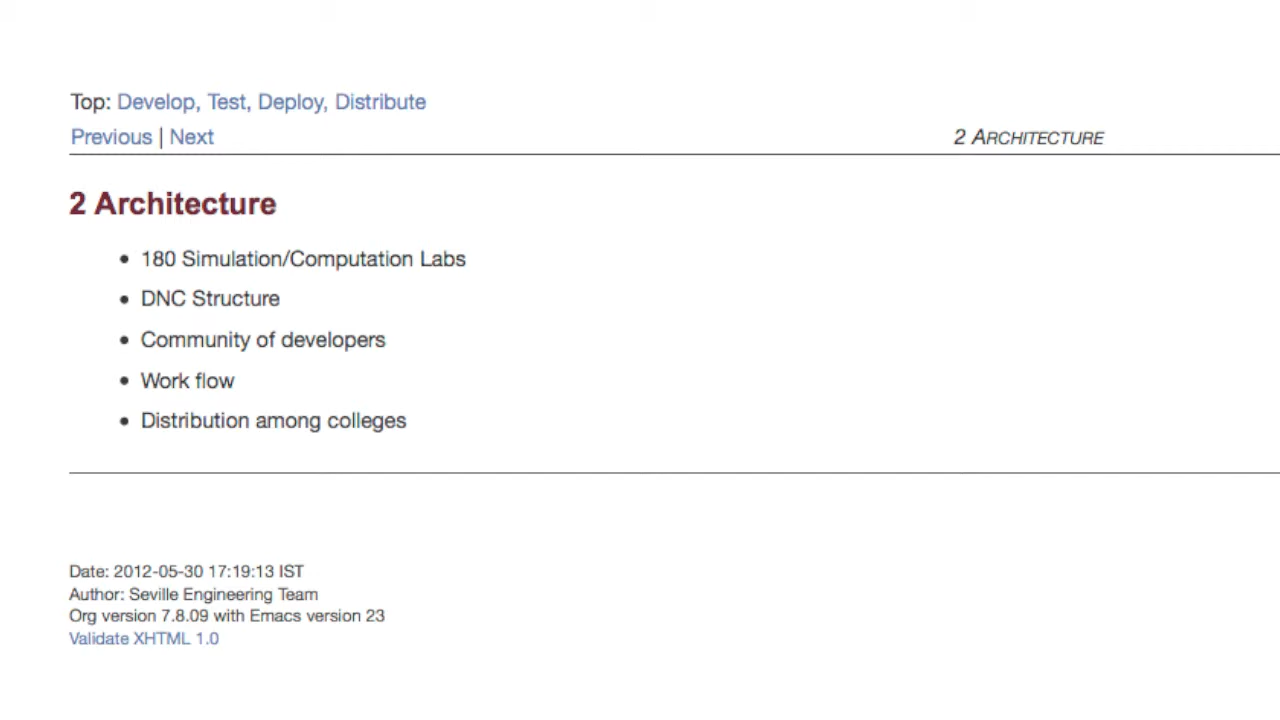 Top: Develop, Test, Deploy, Distribute
Previous | Next
2 ARCHITECTURE
2 Architecture
• 180 Simulation/Computation Labs
• DNC Structure
• Community of developers
• Work flow
• Distribution among colleges
Date: 2012-05-30 17:19:13 IST
Author: Seville Engineering Team
Org version 7.8.09 with Emacs version 23
Validate XHTML 1.0